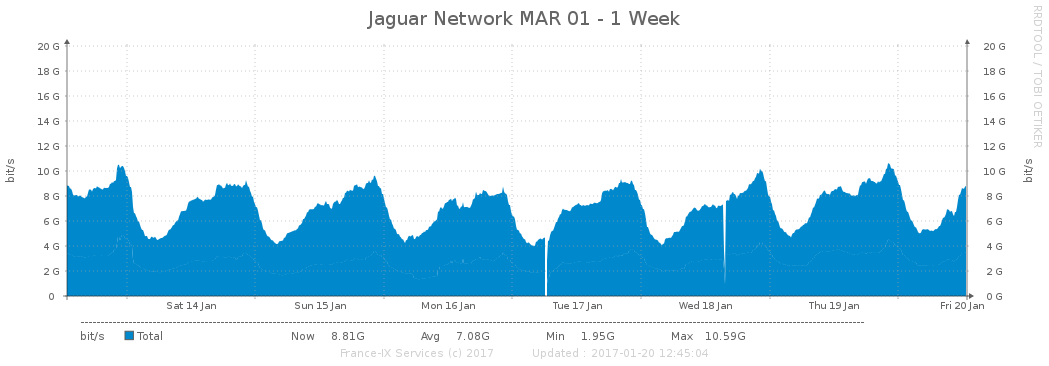 Jaguar Network MAR 01 - 1 Week
RRDTOOL / TOBI OETIKER
bit/s
bit/s
20 G 20 G
18 G 18 G
16 G 16 G
14 G 14 G
12 G 12 G
10 G 10 G
8 G 8 G
6 G 6 G
4 G 4 G
2 G 2 G
0 0 G
Sat 14 Jan Sun 15 Jan Mon 16 Jan Tue 17 Jan Wed 18 Jan Thu 19 Jan Fri 20 Jan
bit/s Total Now 8.81G Avg 7.08G Min 1.95G Max 10.59G
France-IX Services (c) 2017 Updated : 2017-01-20 12:45:04